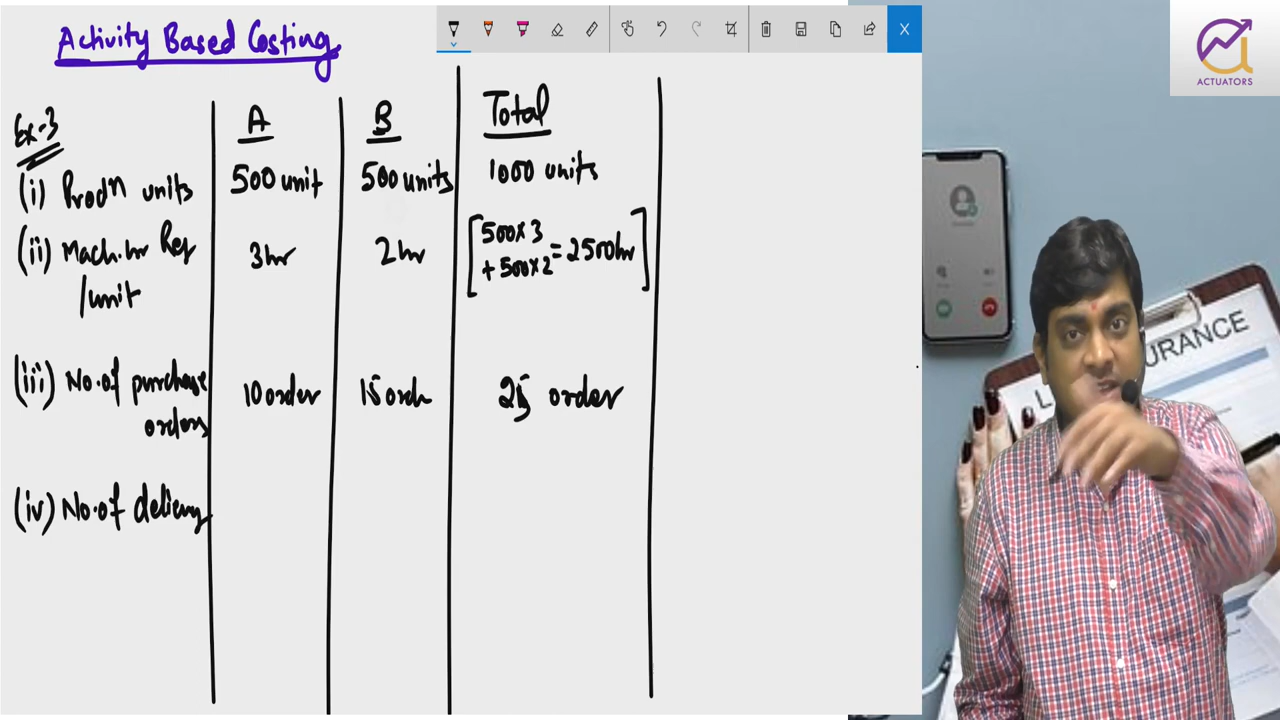 Activity Based Costing
ACTUATORS
Ex-3
A
B
Total
(i) Prodn units
500 unit
500 units
1000 units
(ii) Mach. hr Req
/unit
3hr
2hr
[500×3
+ 500×2 = 2500hr]
(iii) No. of purchase
orders
10 order
15 orde
25 order
(iv) No. of delivery
URANCE